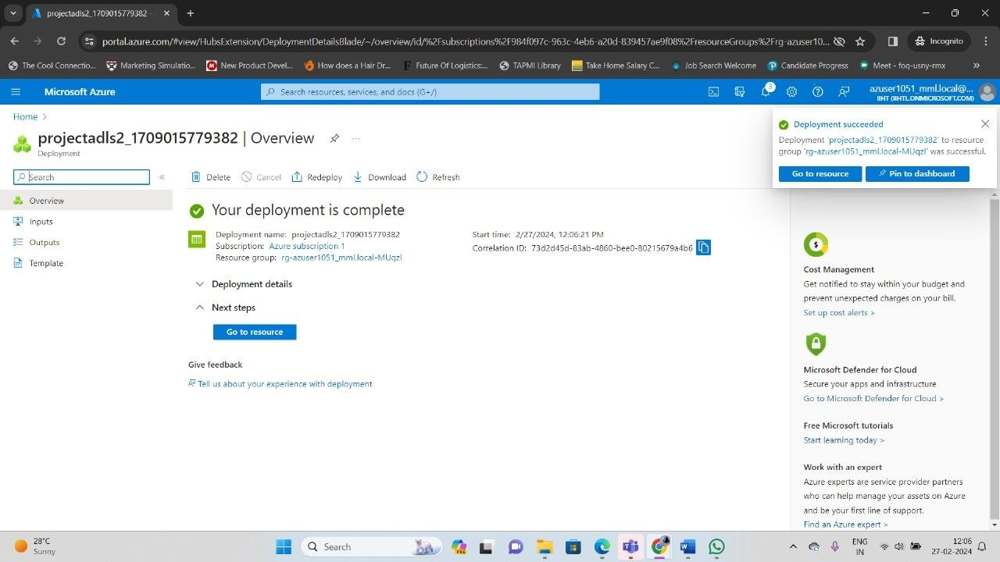 projectadls2_1709015779382 -
portal.azure.com/#view/HubsExtension/DeploymentDetailsBlade/~/overview/id/%2Fsubscriptions%2F984f097c-963c-4eb6-a20d-833457ae9f08%2FresourceGroups%2Frg-azuser10...
Incognito
The Cool Connectio...
Marketing Simulatio...
New Product Devel...
How does a Hair Dr...
Future Of Logistics:...
TAPMI Library
Take Home Salary C...
Job Search Welcome
Candidate Progress
Meet - foq-usny-rmx
»
Microsoft Azure
Search resources, services, and docs (G+/)
3
azuser1051_mml.local@...
IIHT (IIHTL.ONMICROSOFT.COM)
Home >
projectadls2_1709015779382 | Overview
Deployment
Search
«
Overview
Inputs
Outputs
Template
Delete
Cancel
Redeploy
Download
Refresh
Deployment succeeded
Deployment 'projectadls2_1709015779382' to resource
group 'rg-azuser1051_mml.local-MUqzl' was successful.
Go to resource
Pin to dashboard
Your deployment is complete
Deployment name: projectadls2_1709015779382
Subscription: Azure subscription 1
Resource group: rg-azuser1051_mml.local-MUqzl
Start time: 2/27/2024, 12:06:21 PM
Correlation ID: 73d2d45d-83ab-4860-bee0-80215679a4b6
Deployment details
Next steps
Go to resource
Give feedback
Tell us about your experience with deployment
Cost Management
Get notified to stay within your budget and
prevent unexpected charges on your bill.
Set up cost alerts >
Microsoft Defender for Cloud
Secure your apps and infrastructure
Go to Microsoft Defender for Cloud >
Free Microsoft tutorials
Start learning today >
Work with an expert
Azure experts are service provider partners
who can help manage your assets on Azure
and be your first line of support.
Find an Azure expert >
28°C
Sunny
Search
PRE
ENG
IN
12:06
27-02-2024